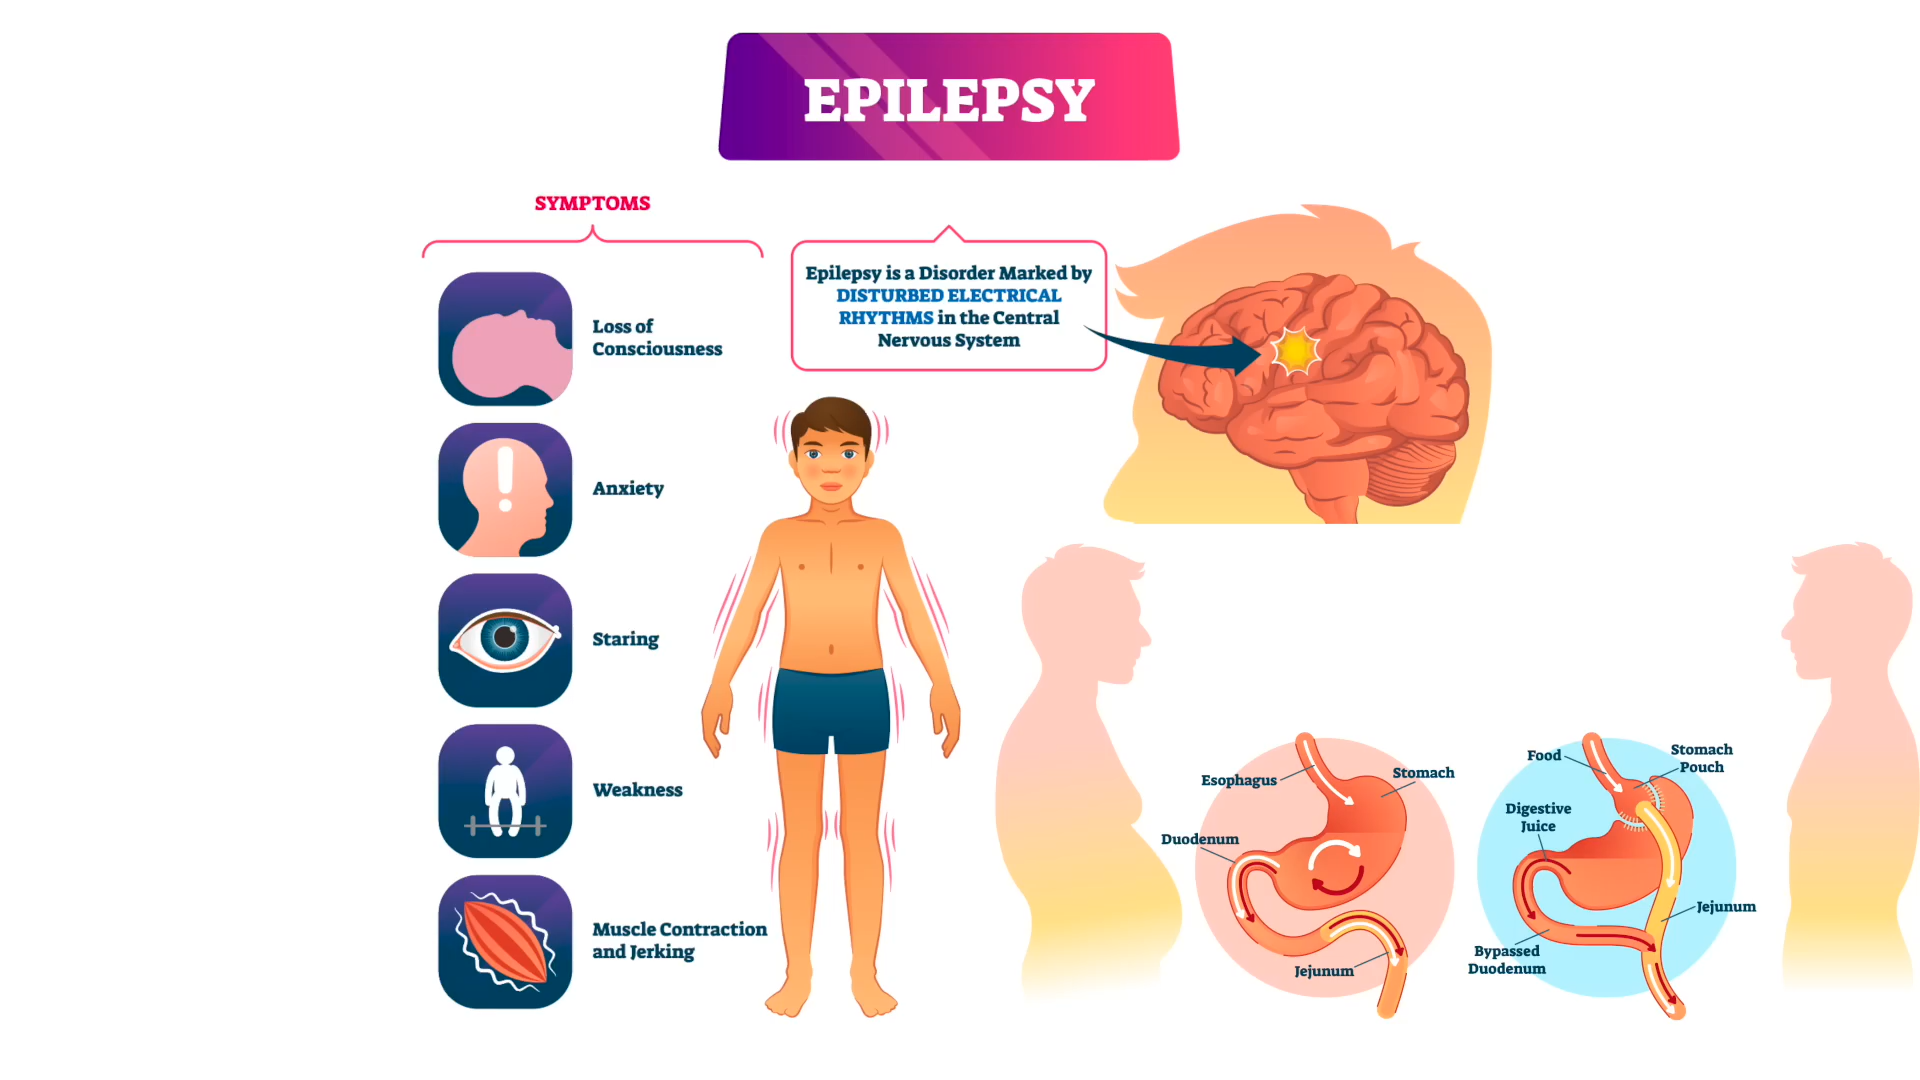 EPILEPSY
SYMPTOMS
Loss of
Consciousness
Anxiety
Staring
Weakness
Muscle Contraction
and Jerking
Epilepsy is a Disorder Marked by
DISTURBED ELECTRICAL
RHYTHMS in the Central
Nervous System
Esophagus
Stomach
Duodenum
Jejunum
Food
Stomach
Pouch
Digestive
Juice
Jejunum
Bypassed
Duodenum